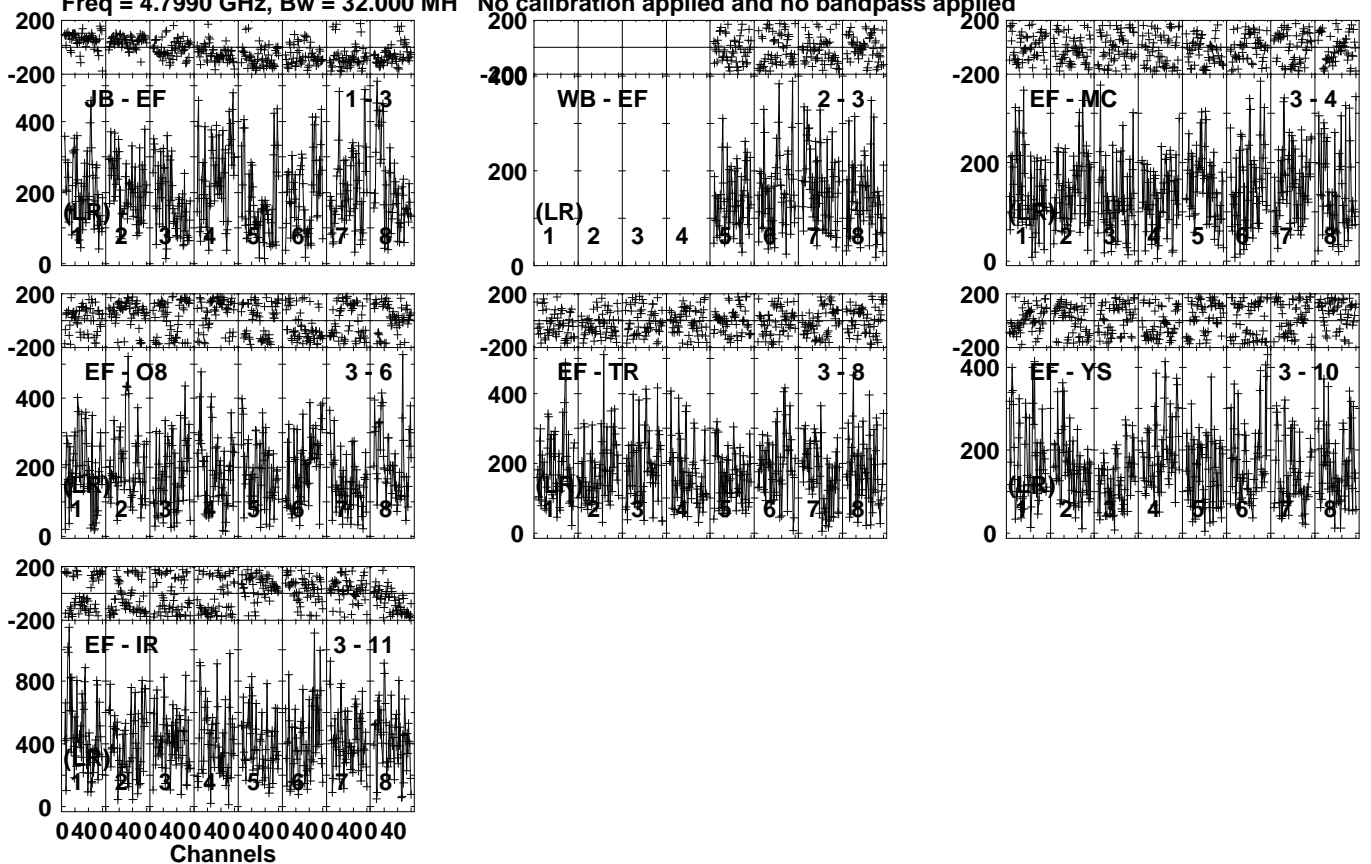 Freq = 4.7990 GHz, Bw = 32.000 MH No calibration applied and no bandpass applied
200
-200
JB - EF 1 - 3
400
200
0
(LR)
1 2 3 4 5 6 7 8
200
-200
400
WB - EF 2 - 3
200
0
(LR)
1 2 3 4 5 6 7 8
200
-200
EF - MC 3 - 4
200
0
(LR)
1 2 3 4 5 6 7 8
200
-200
EF - O8 3 - 6
400
200
0
(LR)
1 2 3 4 5 6 7 8
200
-200
EF - TR 3 - 8
400
200
0
(LR)
1 2 3 4 5 6 7 8
200
-200
400
EF - YS 3 - 10
200
0
(LR)
1 2 3 4 5 6 7 8
200
-200
EF - IR 3 - 11
800
400
0
(LR)
1 2 3 4 5 6 7 8
0 40 0 40 0 40 0 40 0 40 0 40 0 40 0 40
Channels